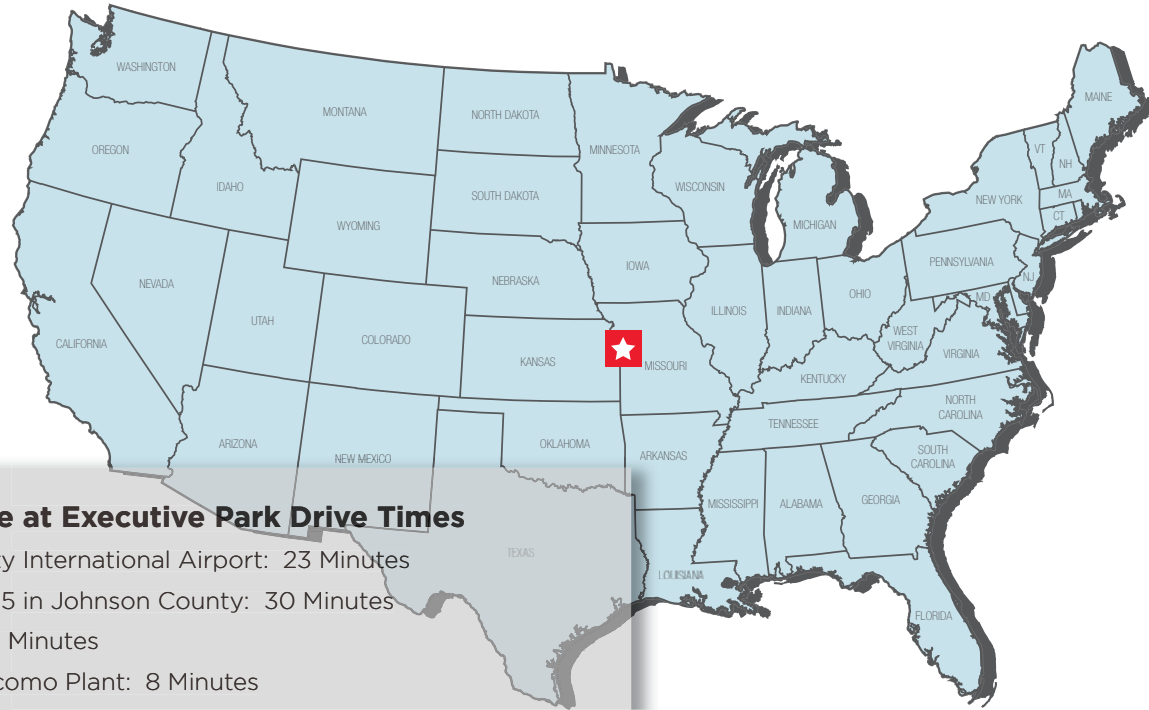 WASHINGTON
MAINE
MONTANA
NORTH DAKOTA
OREGON
MINNESOTA
VT
NH
IDAHO
SOUTH DAKOTA
WISCONSIN
NEW YORK
MA
CT
WYOMING
MICHIGAN
IOWA
PENNSYLVANIA
NEBRASKA
NJ
NEVADA
OHIO
MD
ILLINOIS
INDIANA
UTAH
COLORADO
WEST
VIRGINIA
CALIFORNIA
KANSAS
MISSOURI
VIRGINIA
KENTUCKY
NORTH
CAROLINA
TENNESSEE
ARIZONA
NEW MEXICO
OKLAHOMA
ARKANSAS
SOUTH
CAROLINA
MISSISSIPPI
ALABAMA
GEORGIA
TEXAS
LOUISIANA
FLORIDA
e at Executive Park Drive Times
ty International Airport: 23 Minutes
5 in Johnson County: 30 Minutes
Minutes
como Plant: 8 Minutes